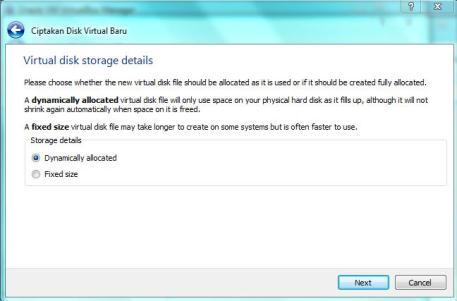 Oracle VM VirtualBox Manager
Ciptakan Disk Virtual Baru
Virtual disk storage details
Please choose whether the new virtual disk file should be allocated as it is used or if it should be created fully allocated.
A dynamically allocated virtual disk file will only use space on your physical hard disk as it fills up, although it will not
shrink again automatically when space on it is freed.
A fixed size virtual disk file may take longer to create on some systems but is often faster to use.
Storage details
Dynamically allocated
Fixed size
Next
Cancel